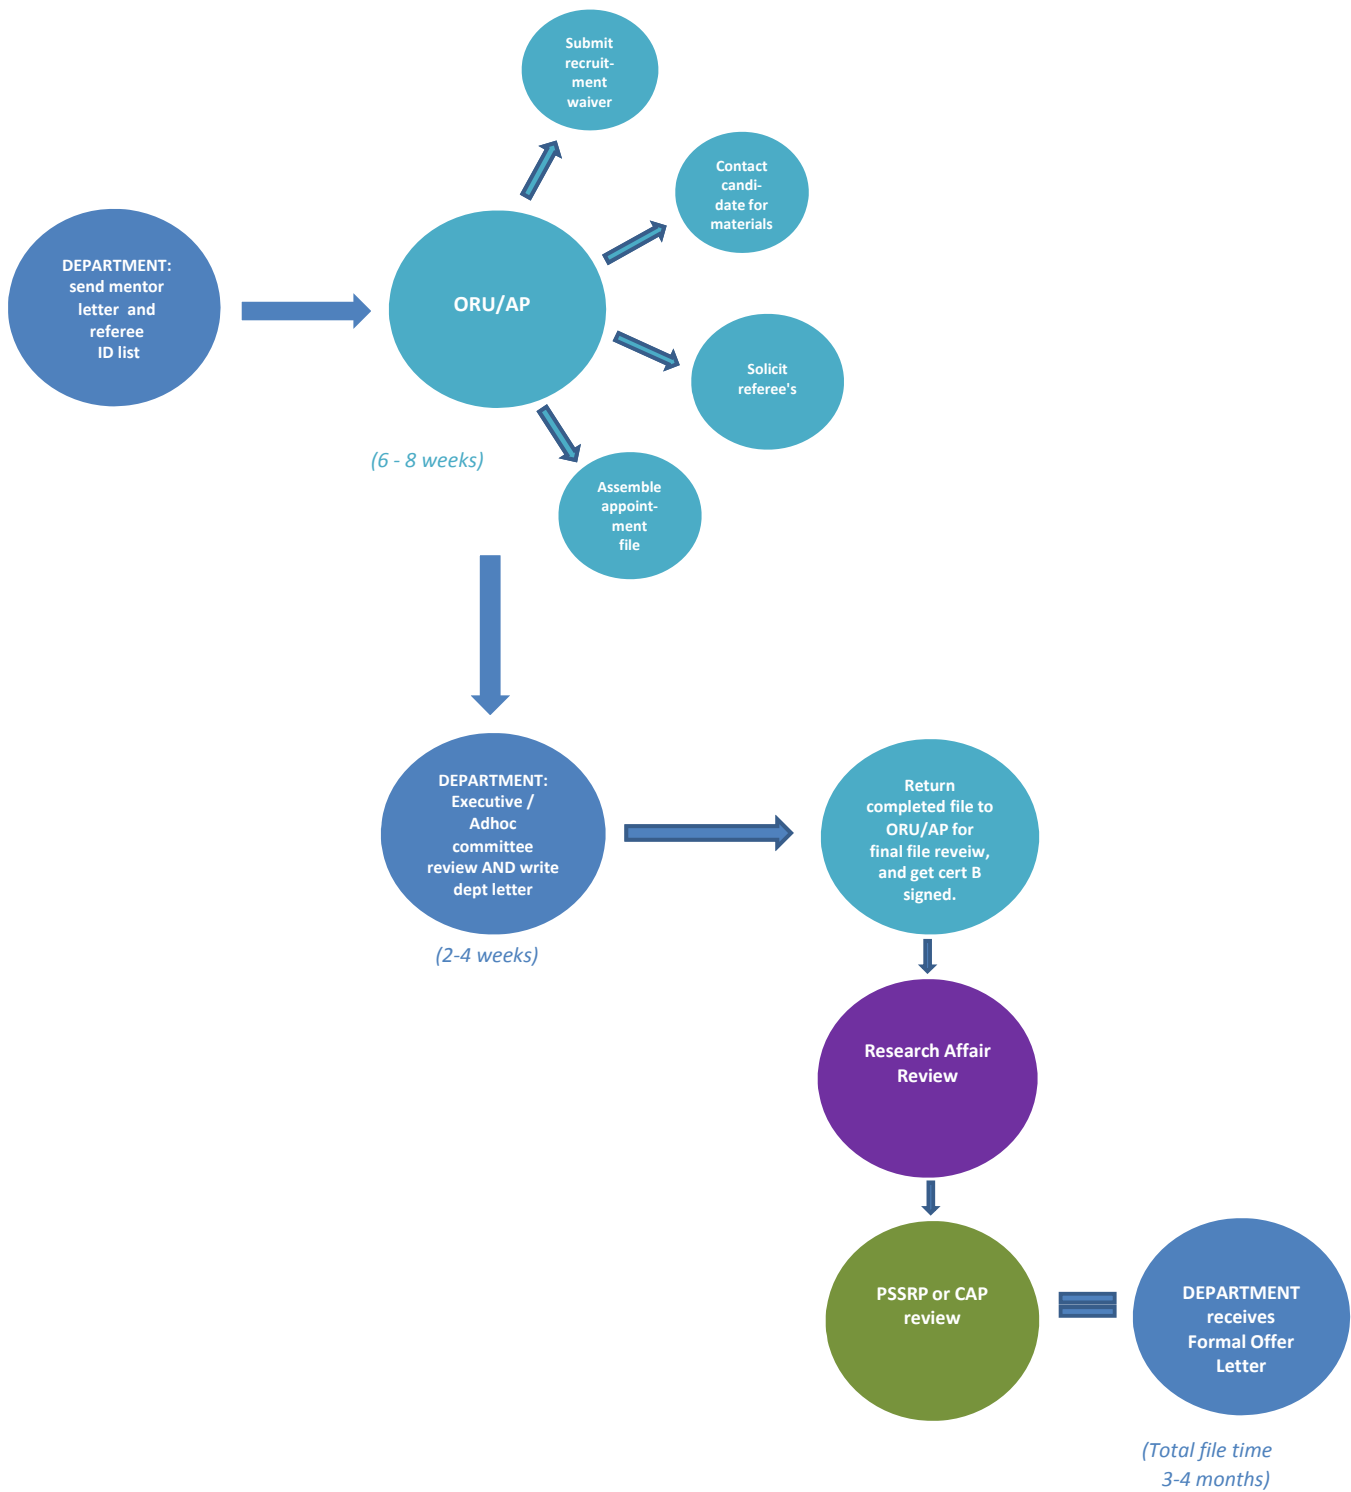 Submit
recruit-
ment
waiver
Contact
candi-
date for
materials
DEPARTMENT:
send mentor
letter and
referee
ID list
ORU/AP
Solicit
referee's
(6 - 8 weeks)
Assemble
appoint-
ment
file
DEPARTMENT:
Executive /
Adhoc
committee
review AND write
dept letter
(2-4 weeks)
Return
completed file to
ORU/AP for
final file reveiw,
and get cert B
signed.
Research Affair
Review
PSSRP or CAP
review
DEPARTMENT
receives
Formal Offer
Letter
(Total file time
3-4 months)